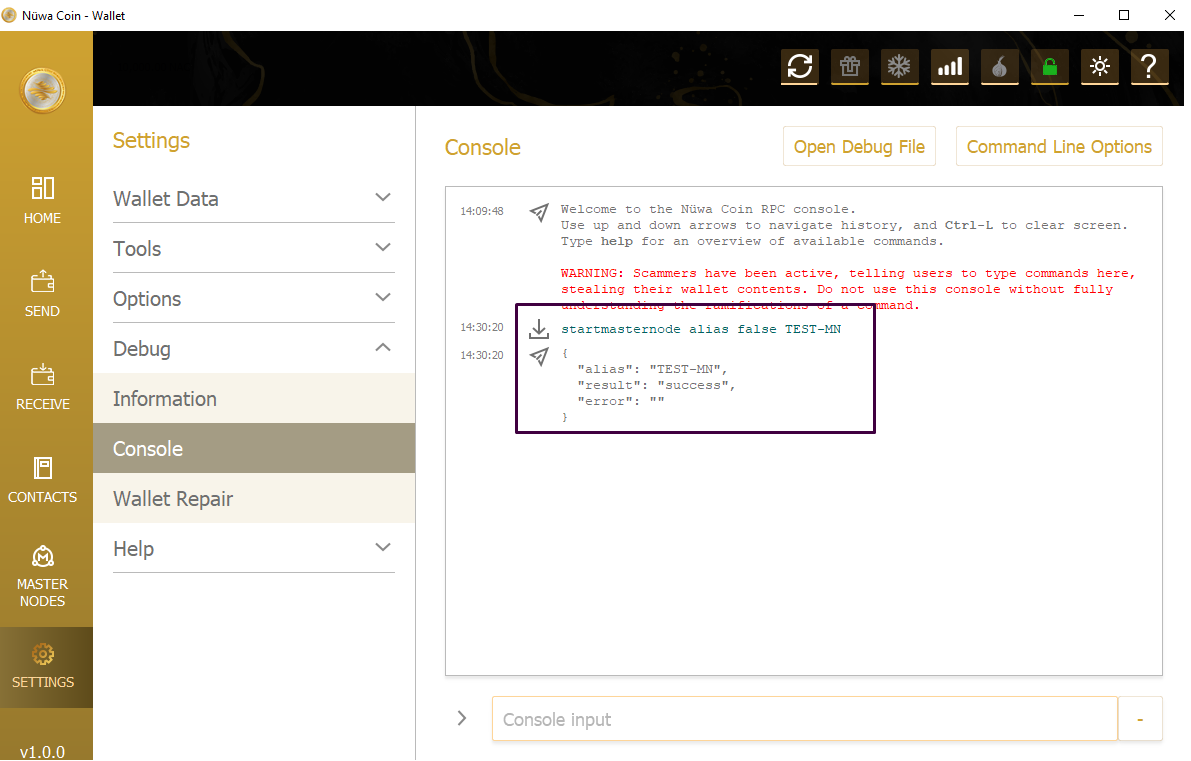 Nüwa Coin - Wallet
HOME
SEND
RECEIVE
CONTACTS
MASTER
NODES
SETTINGS
v1.0.0
Settings
Wallet Data
Tools
Options
Debug
Information
Console
Wallet Repair
Help
Console
Open Debug File
Command Line Options
14:09:48
Welcome to the Nüwa Coin RPC console.
Use up and down arrows to navigate history, and Ctrl-L to clear screen.
Type help for an overview of available commands.
WARNING: Scammers have been active, telling users to type commands here,
stealing their wallet contents. Do not use this console without fully
understanding the ramifications of a command.
14:30:20
startmasternode alias false TEST-MN
14:30:20
{
"alias": "TEST-MN",
"result": "success",
"error": ""
}
> Console input -